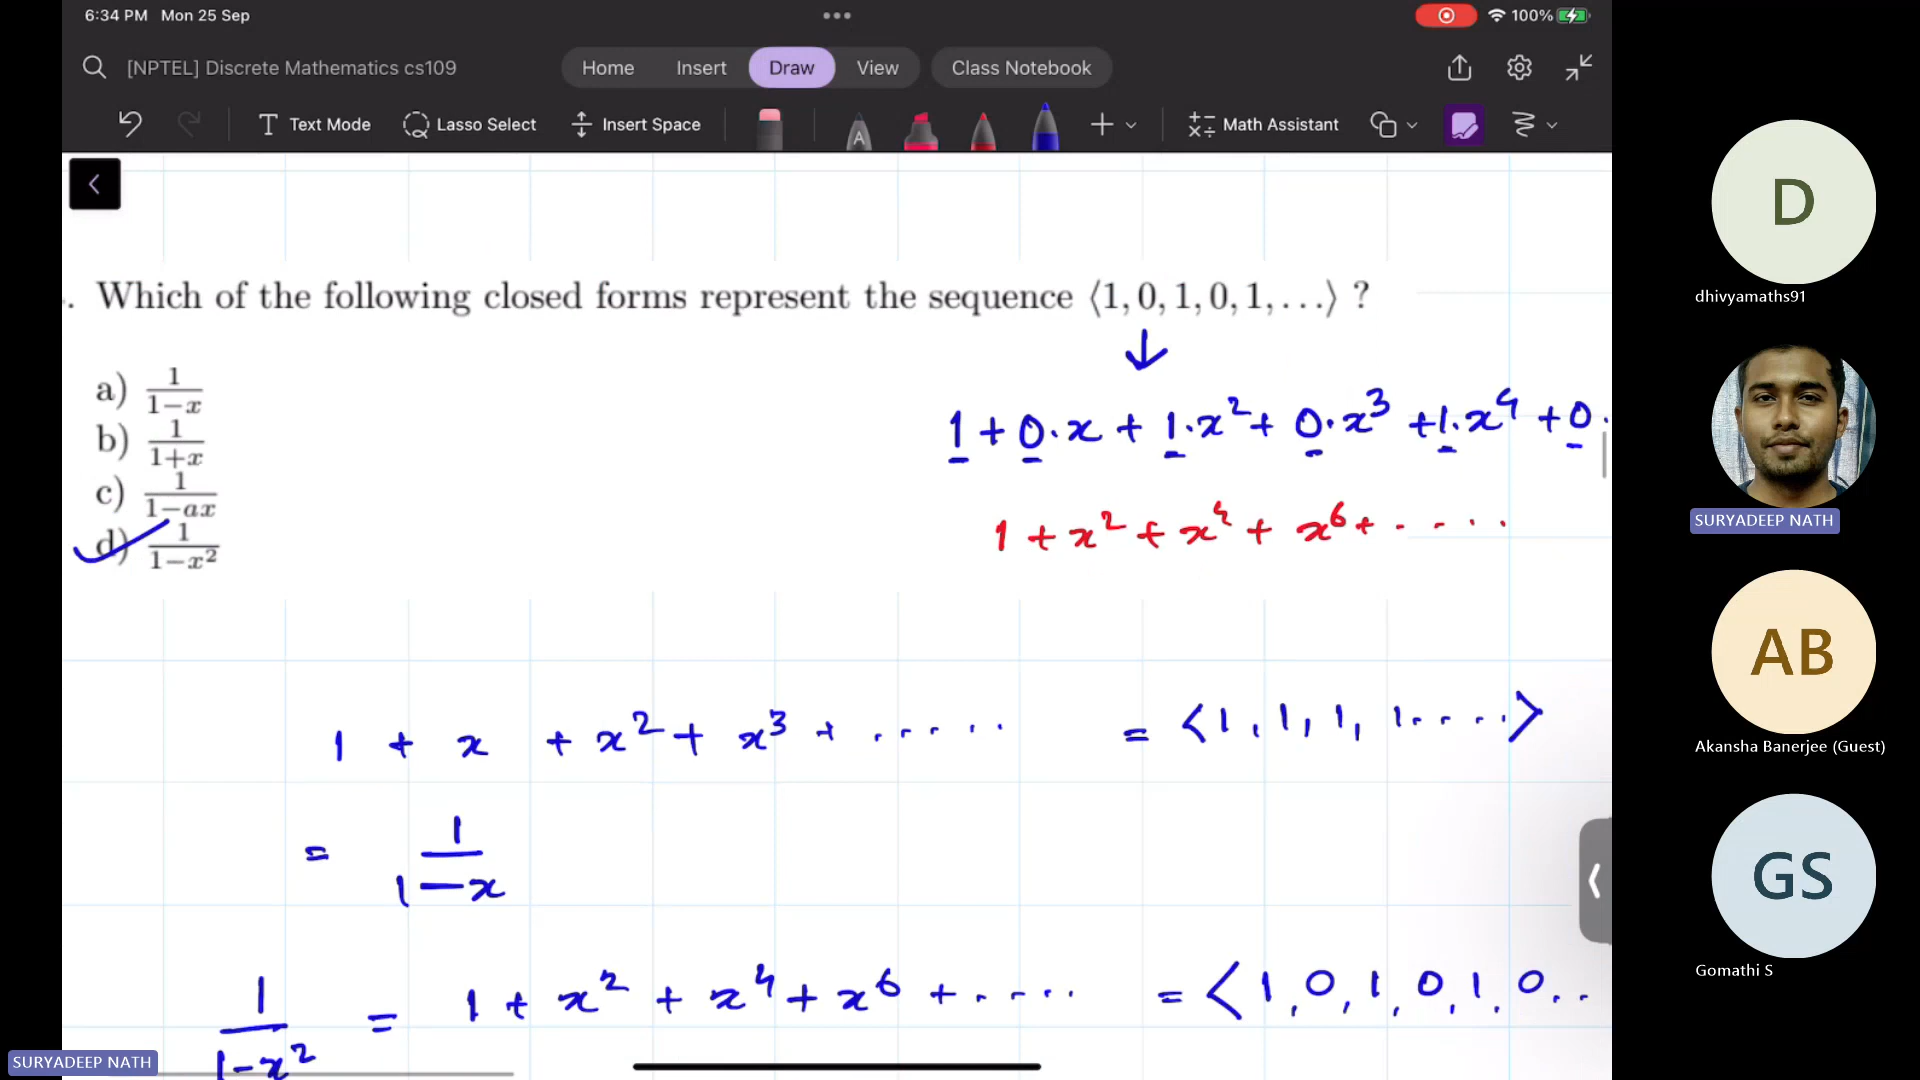 6:34 PM Mon 25 Sep
100%
[NPTEL] Discrete Mathematics cs109
Home Insert Draw View Class Notebook
T Text Mode Lasso Select Insert Space A Math Assistant
. Which of the following closed forms represent the sequence ⟨1, 0, 1, 0, 1, . . .⟩ ?
a) 1/(1−x)
b) 1/(1+x)
c) 1/(1−ax)
d) 1/(1−x²)
1 + 0·x + 1·x² + 0·x³ + 1·x⁴ + 0·
1 + x² + x⁴ + x⁶ + - - - -
1 + x + x² + x³ + ..... = <1, 1, 1, 1.....>
= 1/(1−x)
1/(1−x²) = 1 + x² + x⁴ + x⁶ + ..... = <1, 0, 1, 0, 1, 0...
SURYADEEP NATH
D
dhivyamaths91
SURYADEEP NATH
AB
Akansha Banerjee (Guest)
GS
Gomathi S